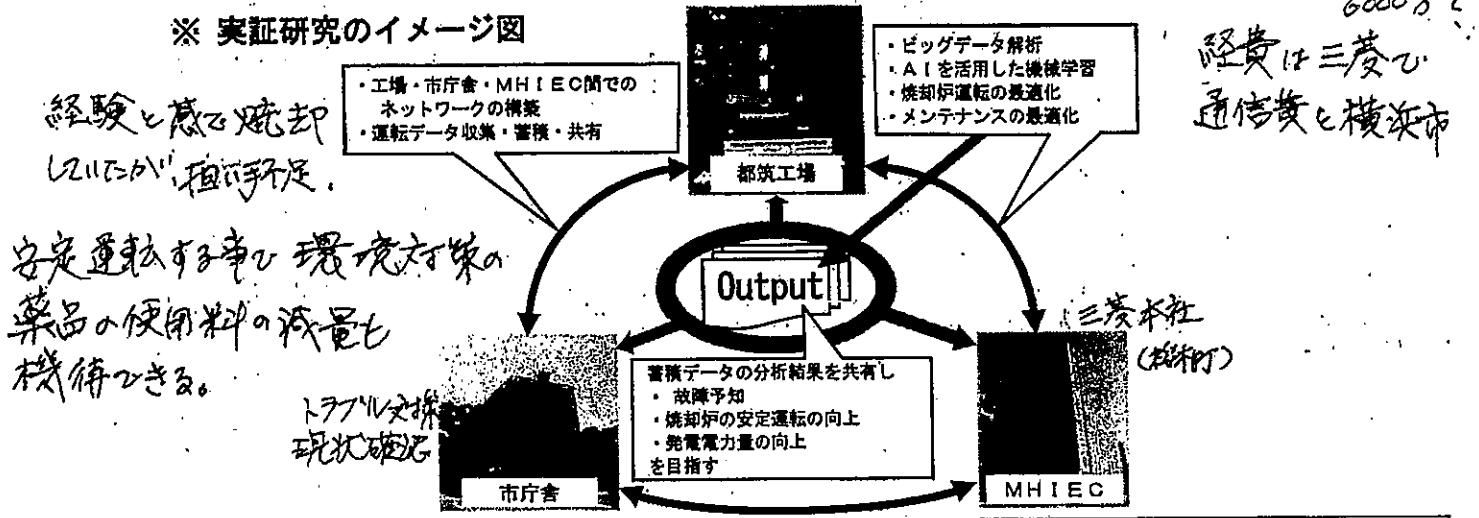 ※ 実証研究のイメージ図
経験と感で焼却
していたが、担い手不足。
安定運転する事で環境対策の
薬品の使用料の減量も
機待できる。
・工場・市庁舎・MHIEC間での
ネットワークの構築
・運転データ収集・蓄積・共有
都筑工場
・ビッグデータ解析
・AIを活用した機械学習
・焼却炉運転の最適化
・メンテナンスの最適化
経費は三菱で
通信費と横浜市
Output
蓄積データの分析結果を共有し
・故障予知
・焼却炉の安定運転の向上
・発電電力量の向上
を目指す
トラブル対操
現状確認
市庁舎
三菱本社
MHIEC